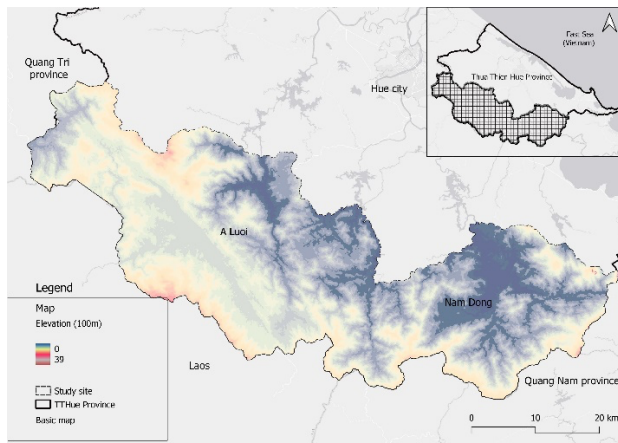 Quang Tri
province
Hue city
East Sea
(Vietnam)
Thua Thien Hue Province
A Luoi
Nam Dong
Legend
Map
Elevation (100m)
0
39
Study site
TTHue Province
Basic map
Laos
Quang Nam province
0 10 20 km